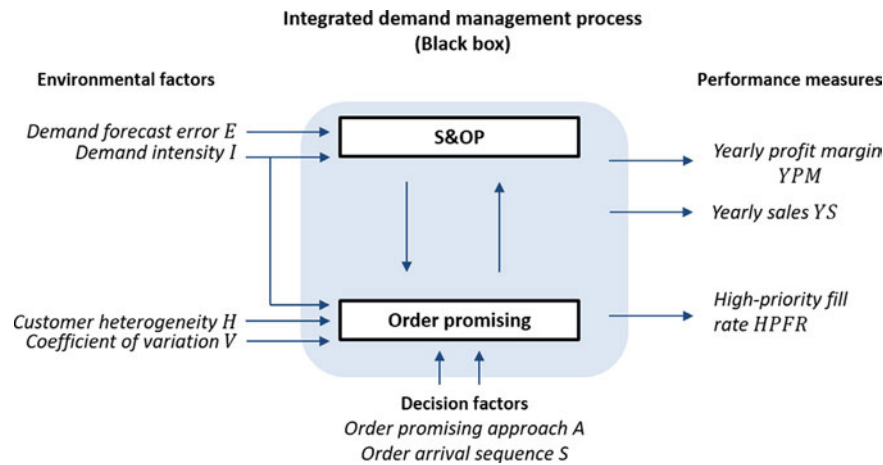 Integrated demand management process
(Black box)
Environmental factors
Performance measures
Demand forecast error E
Demand intensity I
S&OP
Yearly profit margin
YPM
Yearly sales YS
Customer heterogeneity H
Coefficient of variation V
Order promising
High-priority fill
rate HPFR
Decision factors
Order promising approach A
Order arrival sequence S